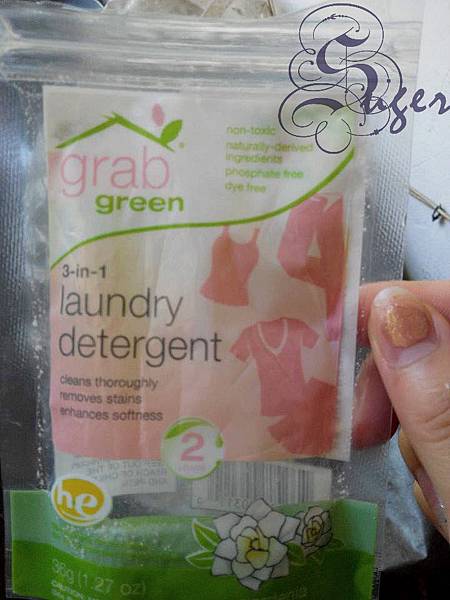 Suger
non-toxic
naturally-derived
ingredients
phosphate free
dye free
grab
green
3-in-1
laundry
detergent
cleans thoroughly
removes stains
enhances softness
2
he
36g (1.27 oz)